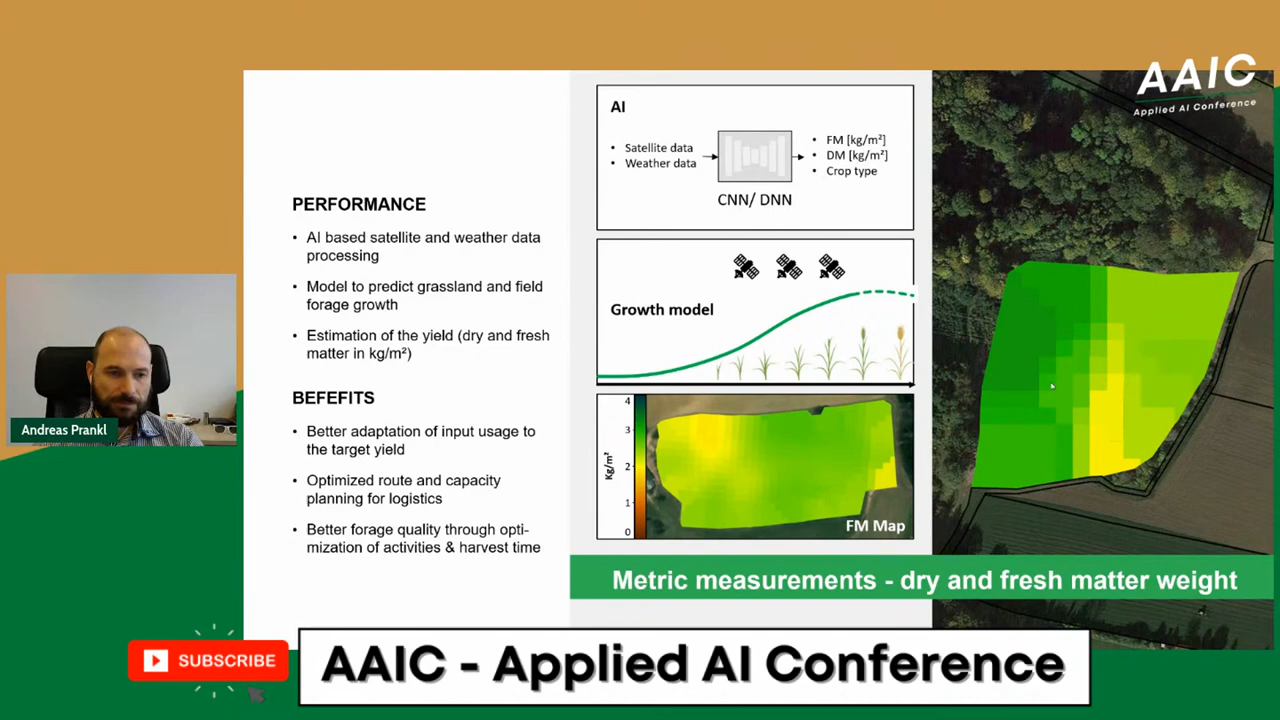 AAIC
Applied AI Conference
PERFORMANCE
• AI based satellite and weather data
processing
• Model to predict grassland and field
forage growth
• Estimation of the yield (dry and fresh
matter in kg/m²)
BEFEFITS
• Better adaptation of input usage to
the target yield
• Optimized route and capacity
planning for logistics
• Better forage quality through opti-
mization of activities & harvest time
AI
• Satellite data
• Weather data
CNN/ DNN
• FM [kg/m²]
• DM [kg/m²]
• Crop type
Growth model
Kg/m²
4
3
2
1
0
FM Map
Metric measurements - dry and fresh matter weight
Andreas Prankl
SUBSCRIBE
AAIC - Applied AI Conference